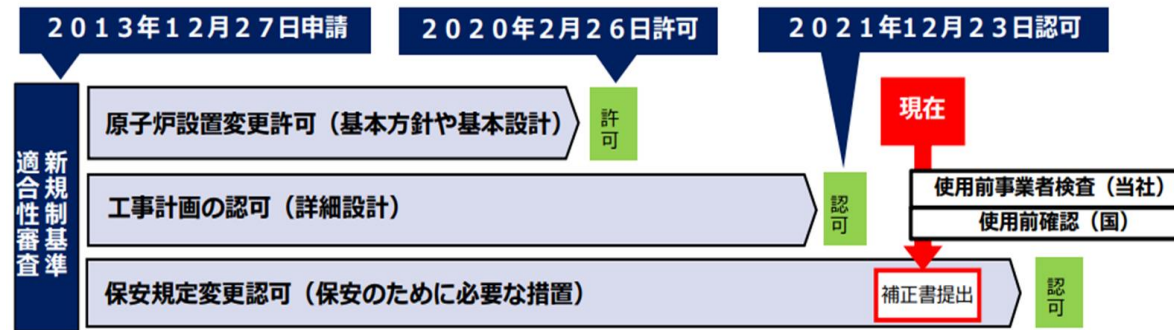 ２０１３年１２月２７日申請
２０２０年２月２６日許可
２０２１年12月２３日認可
新規制基準
適合性審査
原子炉設置変更許可（基本方針や基本設計）
許可
現在
工事計画の認可（詳細設計）
認可
使用前事業者検査（当社）
使用前確認（国）
保安規定変更認可（保安のために必要な措置）
補正書提出
認可